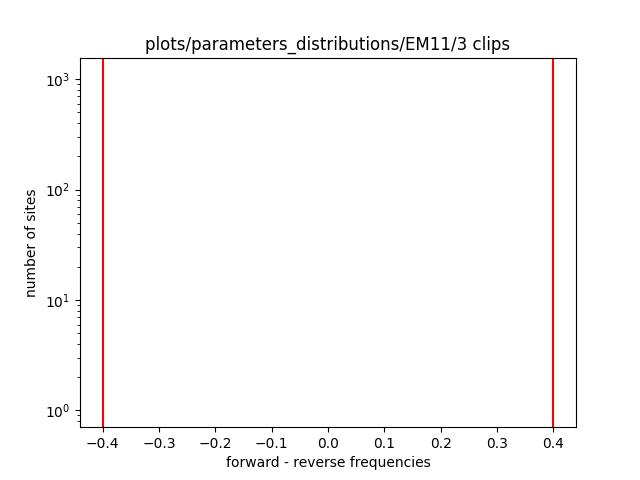 plots/parameters_distributions/EM11/3 clips
number of sites
10³
10²
10¹
10⁰
−0.4 −0.3 −0.2 −0.1 0.0 0.1 0.2 0.3 0.4
forward - reverse frequencies